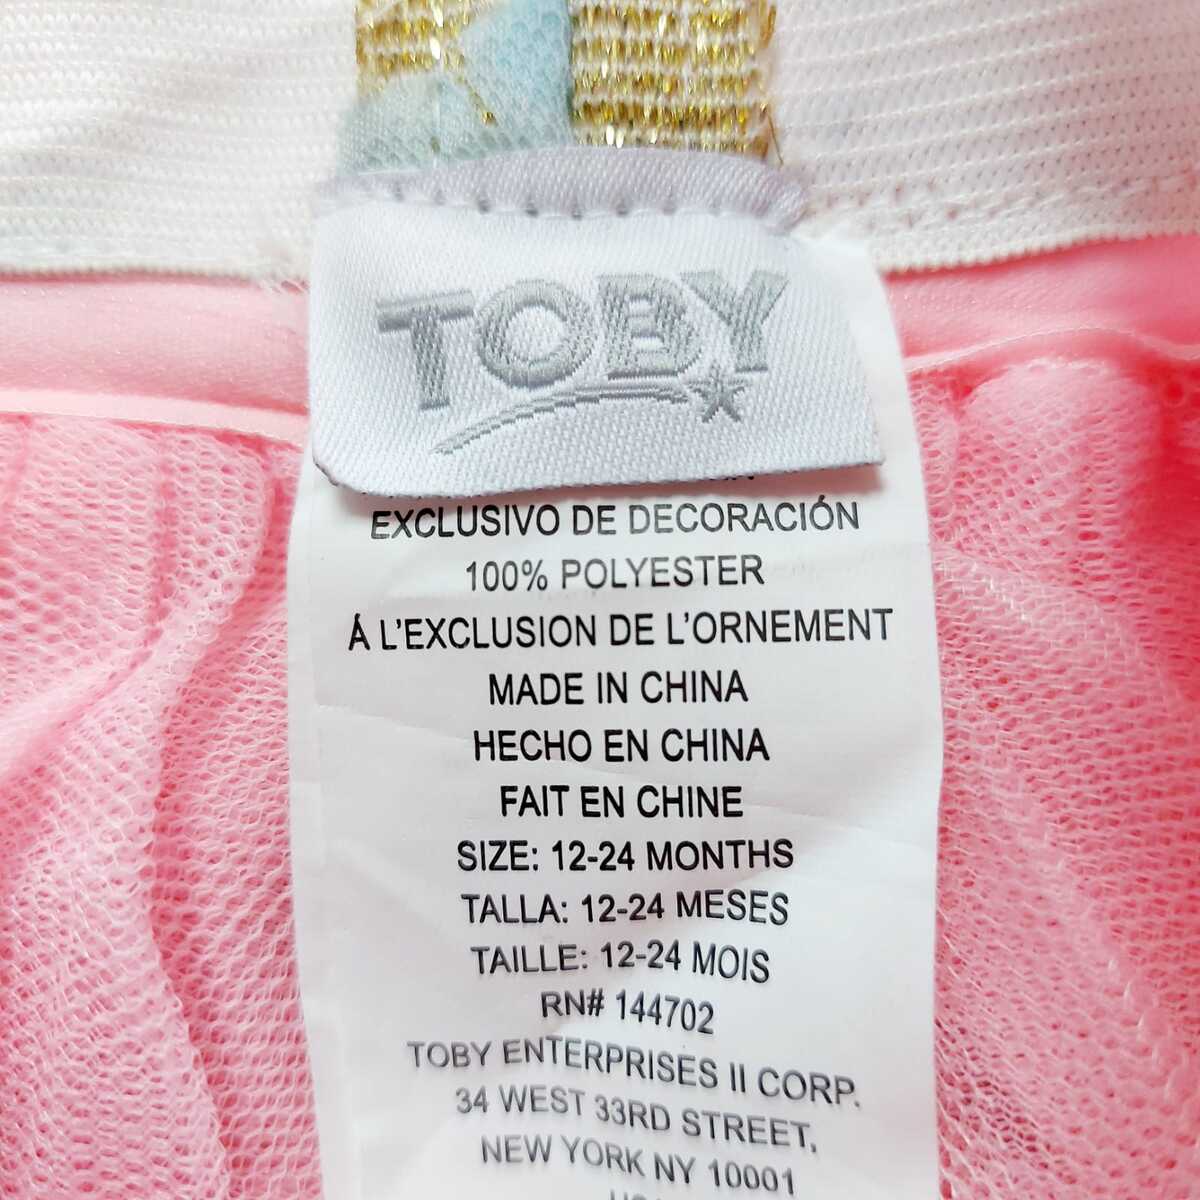 TOBY
EXCLUSIVO DE DECORACIÓN
100% POLYESTER
Á L'EXCLUSION DE L'ORNEMENT
MADE IN CHINA
HECHO EN CHINA
FAIT EN CHINE
SIZE: 12-24 MONTHS
TALLA: 12-24 MESES
TAILLE: 12-24 MOIS
RN# 144702
TOBY ENTERPRISES II CORP.
34 WEST 33RD STREET,
NEW YORK NY 10001